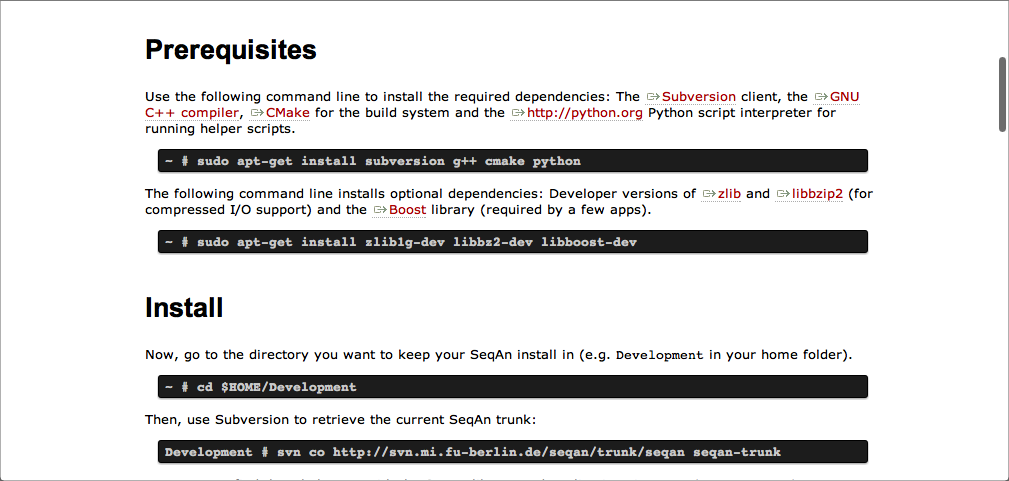 Prerequisites
Use the following command line to install the required dependencies: The Subversion client, the GNU
C++ compiler, CMake for the build system and the http://python.org Python script interpreter for
running helper scripts.
~ # sudo apt-get install subversion g++ cmake python
The following command line installs optional dependencies: Developer versions of zlib and libbzip2 (for
compressed I/O support) and the Boost library (required by a few apps).
~ # sudo apt-get install zlib1g-dev libbz2-dev libboost-dev
Install
Now, go to the directory you want to keep your SeqAn install in (e.g. Development in your home folder).
~ # cd $HOME/Development
Then, use Subversion to retrieve the current SeqAn trunk:
Development # svn co http://svn.mi.fu-berlin.de/seqan/trunk/seqan seqan-trunk